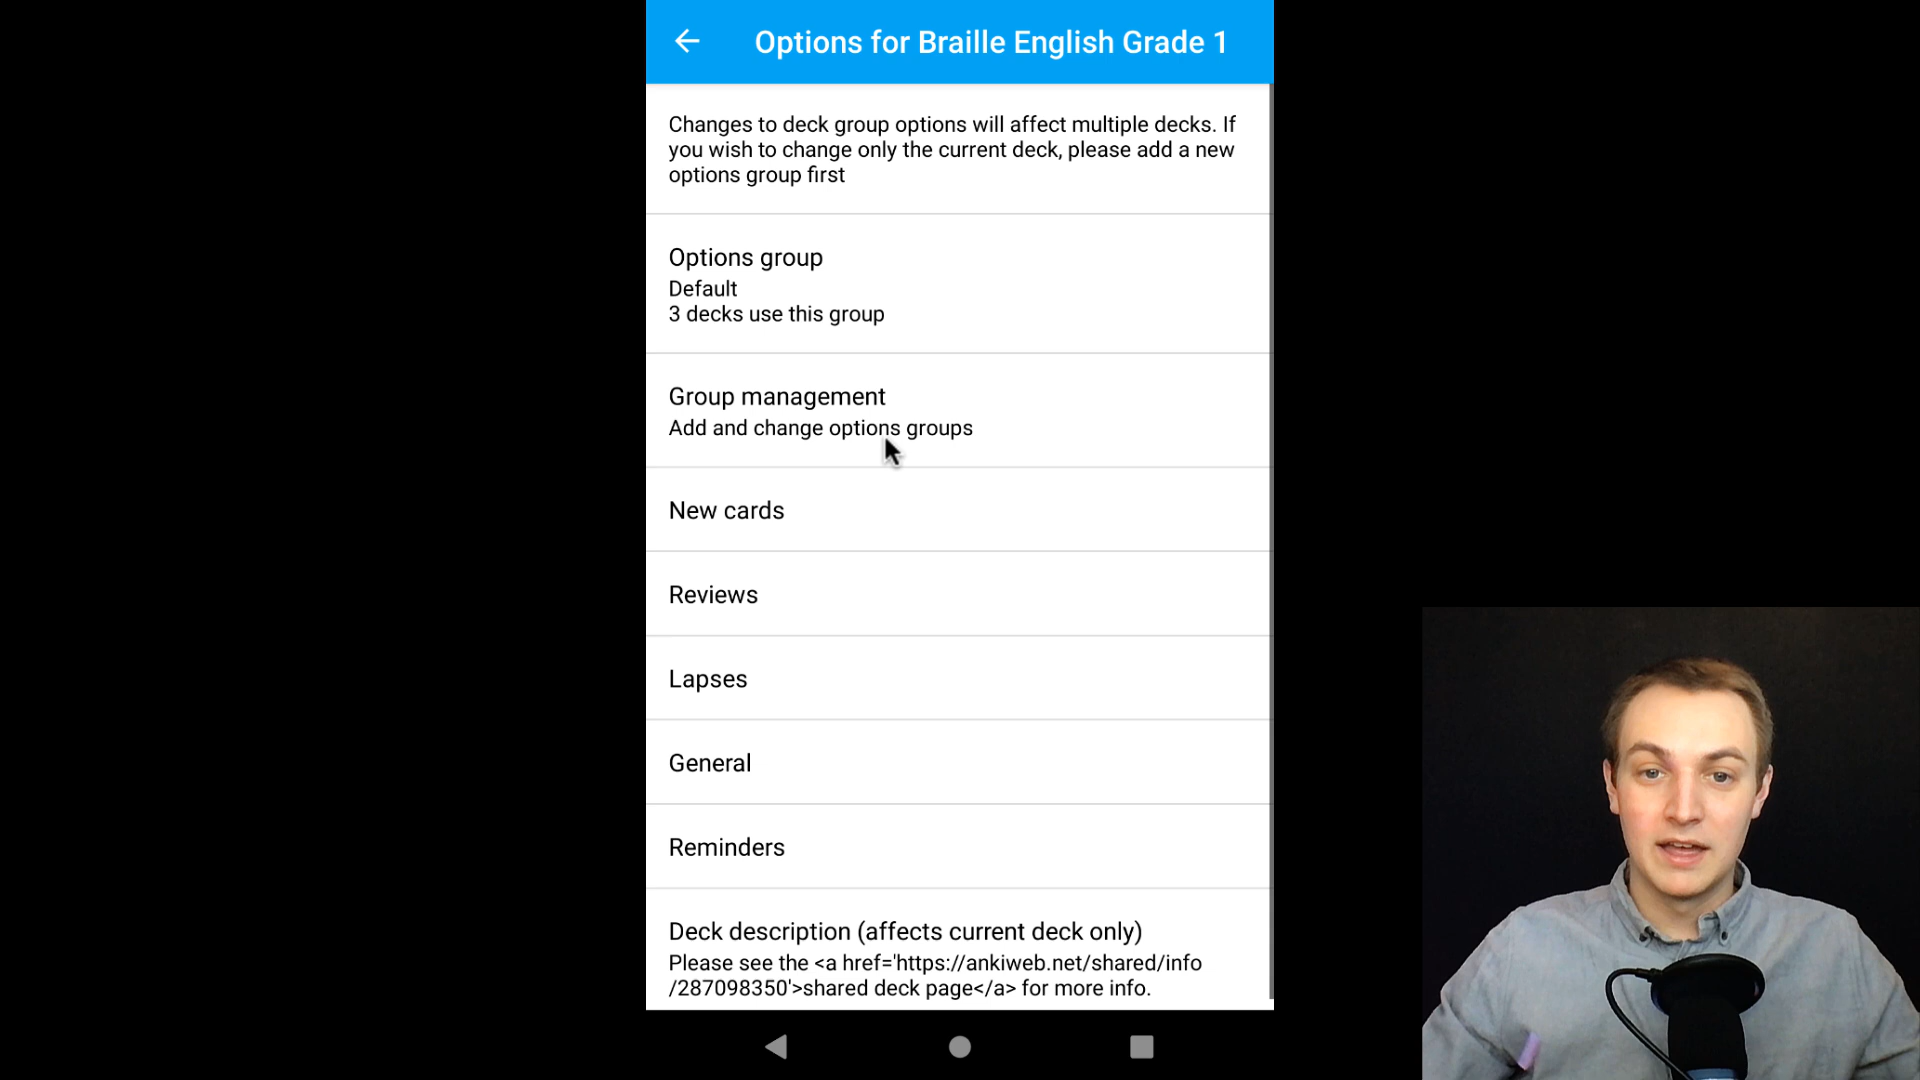 Options for Braille English Grade 1
Changes to deck group options will affect multiple decks. If
you wish to change only the current deck, please add a new
options group first
Options group
Default
3 decks use this group
Group management
Add and change options groups
New cards
Reviews
Lapses
General
Reminders
Deck description (affects current deck only)
Please see the <a href='https://ankiweb.net/shared/info
/287098350'>shared deck page</a> for more info.